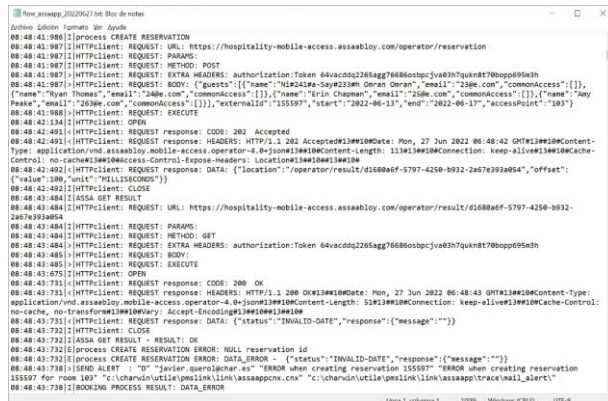 flow_assaapp_20220627.txt: Bloc de notas
Archivo Edición Formato Ver Ayuda
08:48:41:986|I|process CREATE RESERVATION
08:48:41:986|>|HTTPclient: REQUEST: URL: https://hospitality-mobile-access.assaabloy.com/operator/reservation
08:48:41:986|>|HTTPclient: REQUEST: PARAMS:
08:48:41:986|>|HTTPclient: REQUEST: METHOD: POST
08:48:41:986|>|HTTPclient: REQUEST: EXTRA HEADERS: authorization:Token 64vacddq2265agg76686osbpcjva03h7qukn8t70bopp695m3h
08:48:41:986|>|HTTPclient: REQUEST: BODY: {"guests":[{"name":"Ni#241#a-Say#233#h Omran Omran","email":"23@e.com","commonAccess":[]},
{"name":"Ryan Thomas","email":"24@e.com","commonAccess":[]},{"name":"Erin Chapman","email":"25@e.com","commonAccess":[]},{"name":"Amy
Peake","email":"263@e.com","commonAccess":[]}],"externalId":"155597","start":"2022-06-13","end":"2022-06-17","accessPoint":"103"}
08:48:41:988|>|HTTPclient: REQUEST: EXECUTE
08:48:42:134|I|HTTPclient: OPEN
08:48:42:491|<|HTTPclient: REQUEST response: CODE: 202 Accepted
08:48:42:491|<|HTTPclient: REQUEST response: HEADERS: HTTP/1.1 202 Accepted#13##10#Date: Mon, 27 Jun 2022 06:48:42 GMT#13##10#Content-
Type: application/vnd.assaabloy.mobile-access.operator-4.0+json#13##10#Content-Length: 113#13##10#Connection: keep-alive#13##10#Cache-
Control: no-cache#13##10#Access-Control-Expose-Headers: Location#13##10##13##10#
08:48:42:492|<|HTTPclient: REQUEST response: DATA: {"location":"/operator/result/d1680a6f-5797-4250-b932-2a67e393a054","offset":
{"value":100,"unit":"MILLISECONDS"}}
08:48:42:492|I|HTTPclient: CLOSE
08:48:43:484|I|ASSA GET RESULT
08:48:43:484|>|HTTPclient: REQUEST: URL: https://hospitality-mobile-access.assaabloy.com/operator/result/d1680a6f-5797-4250-b932-
2a67e393a054
08:48:43:484|>|HTTPclient: REQUEST: PARAMS:
08:48:43:484|>|HTTPclient: REQUEST: METHOD: GET
08:48:43:484|>|HTTPclient: REQUEST: EXTRA HEADERS: authorization:Token 64vacddq2265agg76686osbpcjva03h7qukn8t70bopp695m3h
08:48:43:485|>|HTTPclient: REQUEST: BODY:
08:48:43:485|>|HTTPclient: REQUEST: EXECUTE
08:48:43:675|I|HTTPclient: OPEN
08:48:43:731|<|HTTPclient: REQUEST response: CODE: 200 OK
08:48:43:731|<|HTTPclient: REQUEST response: HEADERS: HTTP/1.1 200 OK#13##10#Date: Mon, 27 Jun 2022 06:48:43 GMT#13##10#Content-Type:
application/vnd.assaabloy.mobile-access.operator-4.0+json#13##10#Content-Length: 51#13##10#Connection: keep-alive#13##10#Cache-Control:
no-cache, no-transform#13##10#Vary: Accept-Encoding#13##10##13##10#
08:48:43:731|<|HTTPclient: REQUEST response: DATA: {"status":"INVALID-DATE","response":{"message":""}}
08:48:43:732|I|HTTPclient: CLOSE
08:48:43:732|I|ASSA GET RESULT - RESULT: OK
08:48:43:732|E|process CREATE RESERVATION ERROR: NULL reservation id
08:48:43:732|E|process CREATE RESERVATION ERROR: DATA_ERROR - {"status":"INVALID-DATE","response":{"message":""}}
08:48:43:738|>|SEND ALERT : "D" "javier.querol@char.es" "ERROR when creating reservation 155597" "ERROR when creating reservation
155597 for room 103" "c:\charwin\utile\pmslink\link\assaappcnx.cnx" "c:\charwin\utile\pmslink\link\assaapp\trace\mail_alert\"
08:48:43:738|I|BOOKING PROCESS RESULT: DATA_ERROR
Línea 1, columna 1 100% Windows (CRLF) UTF-8